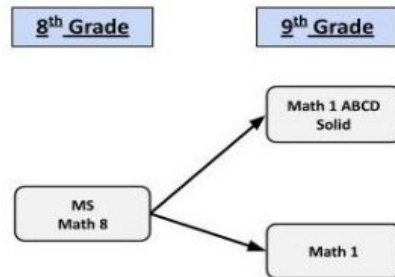 8th Grade
9th Grade
Math 1 ABCD
Solid
MS
Math 8
Math 1